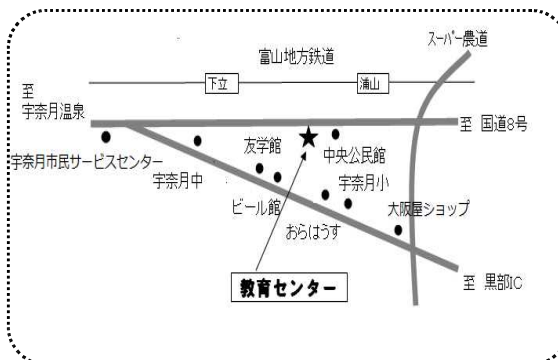 スーパー農道
富山地方鉄道
下立
浦山
至
宇奈月温泉
至 国道8号
宇奈月市民サービスセンター
友学館
中央公民館
宇奈月中
宇奈月小
ビール館
大阪屋ショップ
おらはうす
至 黒部IC
教育センター